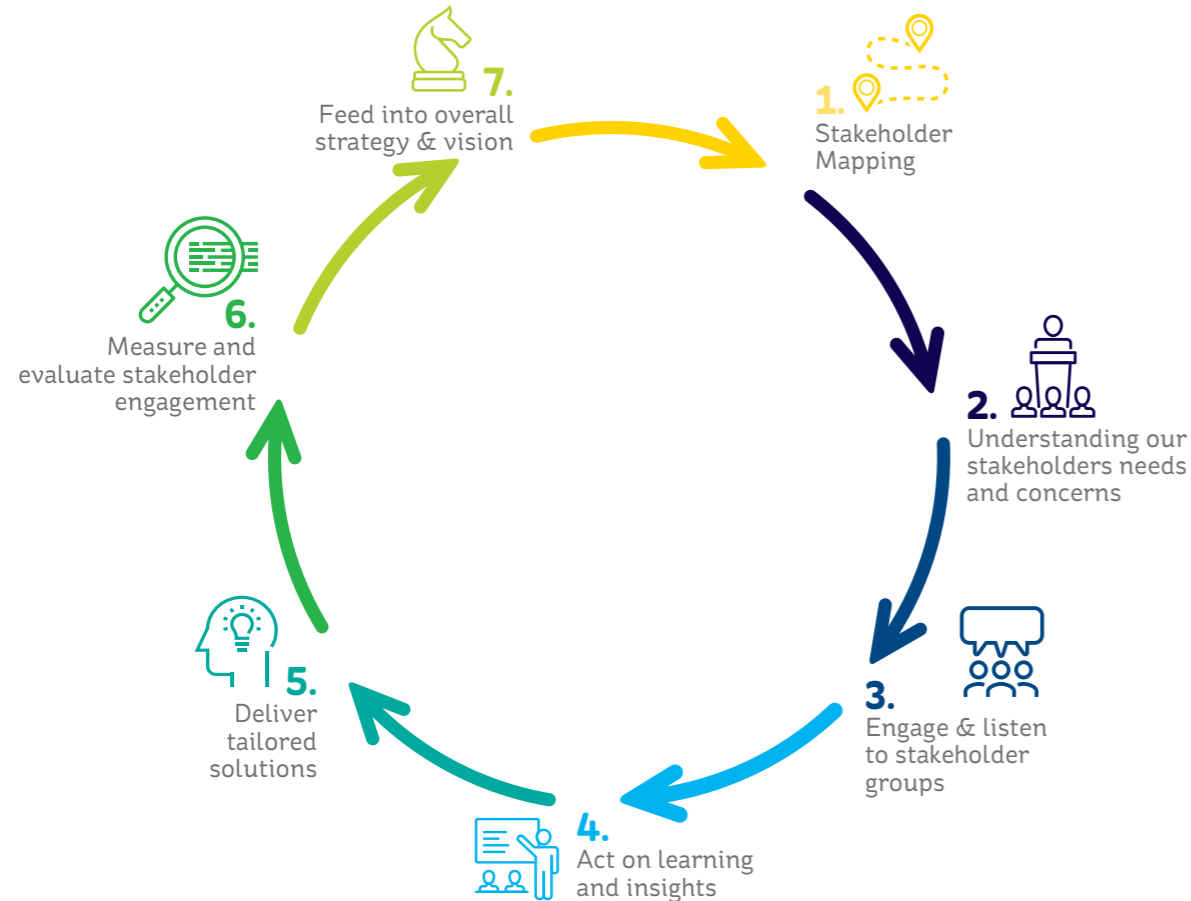 1.
Stakeholder
Mapping
2.
Understanding our
stakeholders needs
and concerns
3.
Engage & listen
to stakeholder
groups
4.
Act on learning
and insights
5.
Deliver
tailored
solutions
6.
Measure and
evaluate stakeholder
engagement
7.
Feed into overall
strategy & vision